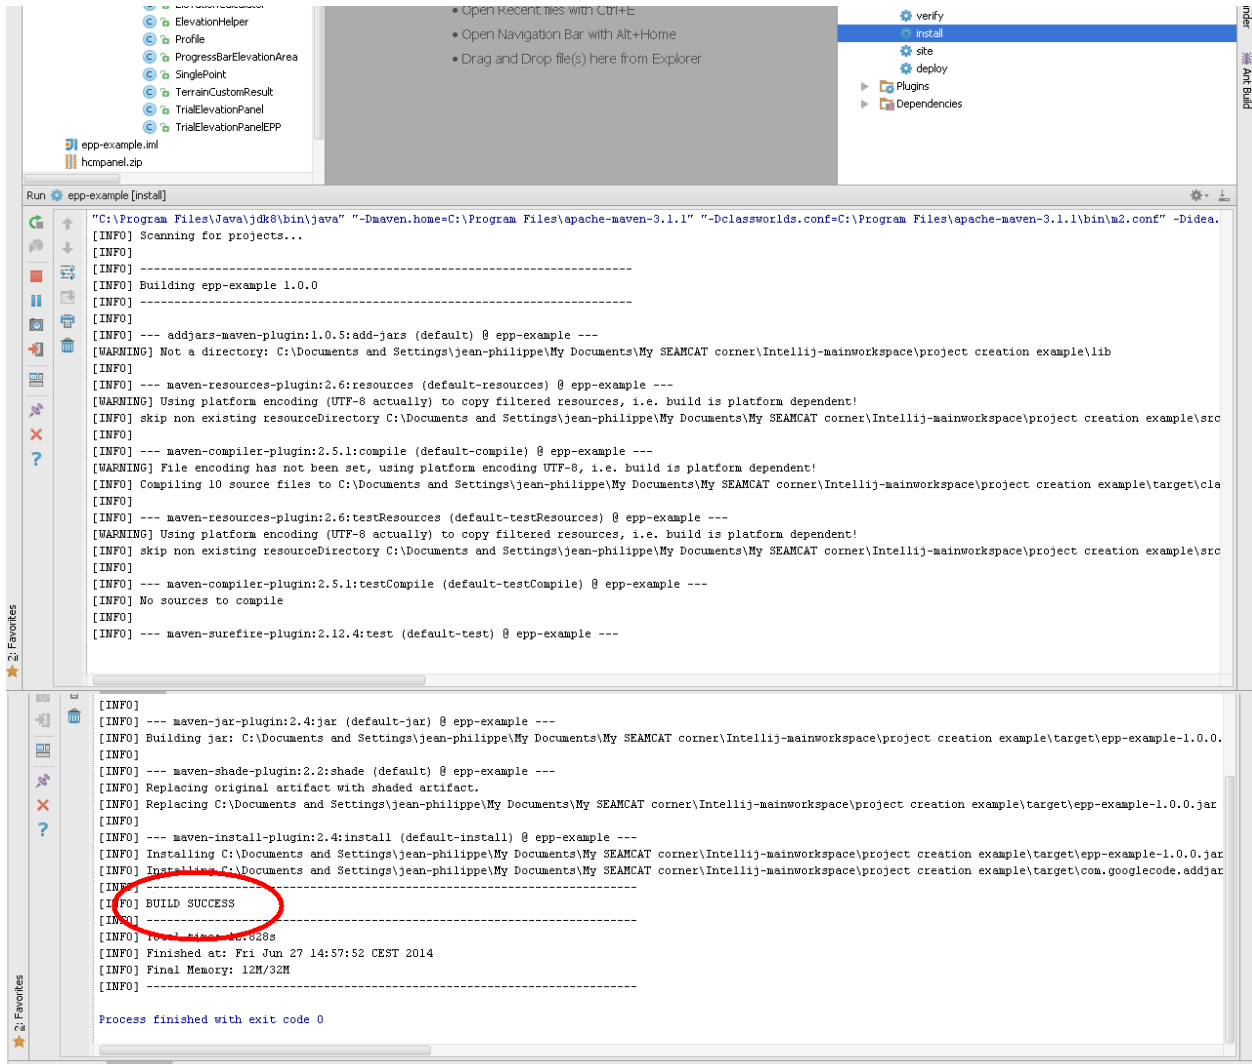 ElevationHelper
Profile
ProgressBarElevationArea
SinglePoint
TerrainCustomResult
TrialElevationPanel
TrialElevationPanelEPP
epp-example.iml
hcmpanel.zip
• Open Recent files with Ctrl+E
• Open Navigation Bar with Alt+Home
• Drag and Drop file(s) here from Explorer
verify
install
site
deploy
Plugins
Dependencies
Ant Build
Run epp-example [install]
"C:\Program Files\Java\jdk8\bin\java" "-Dmaven.home=C:\Program Files\apache-maven-3.1.1" "-Dclassworlds.conf=C:\Program Files\apache-maven-3.1.1\bin\m2.conf" -Didea.
[INFO] Scanning for projects...
[INFO]
[INFO] ------------------------------------------------------------------------
[INFO] Building epp-example 1.0.0
[INFO] ------------------------------------------------------------------------
[INFO]
[INFO] --- addjars-maven-plugin:1.0.5:add-jars (default) @ epp-example ---
[WARNING] Not a directory: C:\Documents and Settings\jean-philippe\My Documents\My SEAMCAT corner\Intellij-mainworkspace\project creation example\lib
[INFO]
[INFO] --- maven-resources-plugin:2.6:resources (default-resources) @ epp-example ---
[WARNING] Using platform encoding (UTF-8 actually) to copy filtered resources, i.e. build is platform dependent!
[INFO] skip non existing resourceDirectory C:\Documents and Settings\jean-philippe\My Documents\My SEAMCAT corner\Intellij-mainworkspace\project creation example\src
[INFO]
[INFO] --- maven-compiler-plugin:2.5.1:compile (default-compile) @ epp-example ---
[WARNING] File encoding has not been set, using platform encoding UTF-8, i.e. build is platform dependent!
[INFO] Compiling 10 source files to C:\Documents and Settings\jean-philippe\My Documents\My SEAMCAT corner\Intellij-mainworkspace\project creation example\target\cla
[INFO]
[INFO] --- maven-resources-plugin:2.6:testResources (default-testResources) @ epp-example ---
[WARNING] Using platform encoding (UTF-8 actually) to copy filtered resources, i.e. build is platform dependent!
[INFO] skip non existing resourceDirectory C:\Documents and Settings\jean-philippe\My Documents\My SEAMCAT corner\Intellij-mainworkspace\project creation example\src
[INFO]
[INFO] --- maven-compiler-plugin:2.5.1:testCompile (default-testCompile) @ epp-example ---
[INFO] No sources to compile
[INFO]
[INFO] --- maven-surefire-plugin:2.12.4:test (default-test) @ epp-example ---
2: Favorites
[INFO]
[INFO] --- maven-jar-plugin:2.4:jar (default-jar) @ epp-example ---
[INFO] Building jar: C:\Documents and Settings\jean-philippe\My Documents\My SEAMCAT corner\Intellij-mainworkspace\project creation example\target\epp-example-1.0.0.
[INFO]
[INFO] --- maven-shade-plugin:2.2:shade (default) @ epp-example ---
[INFO] Replacing original artifact with shaded artifact.
[INFO] Replacing C:\Documents and Settings\jean-philippe\My Documents\My SEAMCAT corner\Intellij-mainworkspace\project creation example\target\epp-example-1.0.0.jar
[INFO]
[INFO] --- maven-install-plugin:2.4:install (default-install) @ epp-example ---
[INFO] Installing C:\Documents and Settings\jean-philippe\My Documents\My SEAMCAT corner\Intellij-mainworkspace\project creation example\target\epp-example-1.0.0.jar
[INFO] Installing C:\Documents and Settings\jean-philippe\My Documents\My SEAMCAT corner\Intellij-mainworkspace\project creation example\target\com.googlecode.addjar
[INFO] ------------------------------------------------------------------------
[INFO] BUILD SUCCESS
[INFO] ------------------------------------------------------------------------
[INFO] Total time:
[INFO] Finished at: Fri Jun 27 14:57:52 CEST 2014
[INFO] Final Memory: 12M/32M
[INFO] ------------------------------------------------------------------------
Process finished with exit code 0
2: Favorites